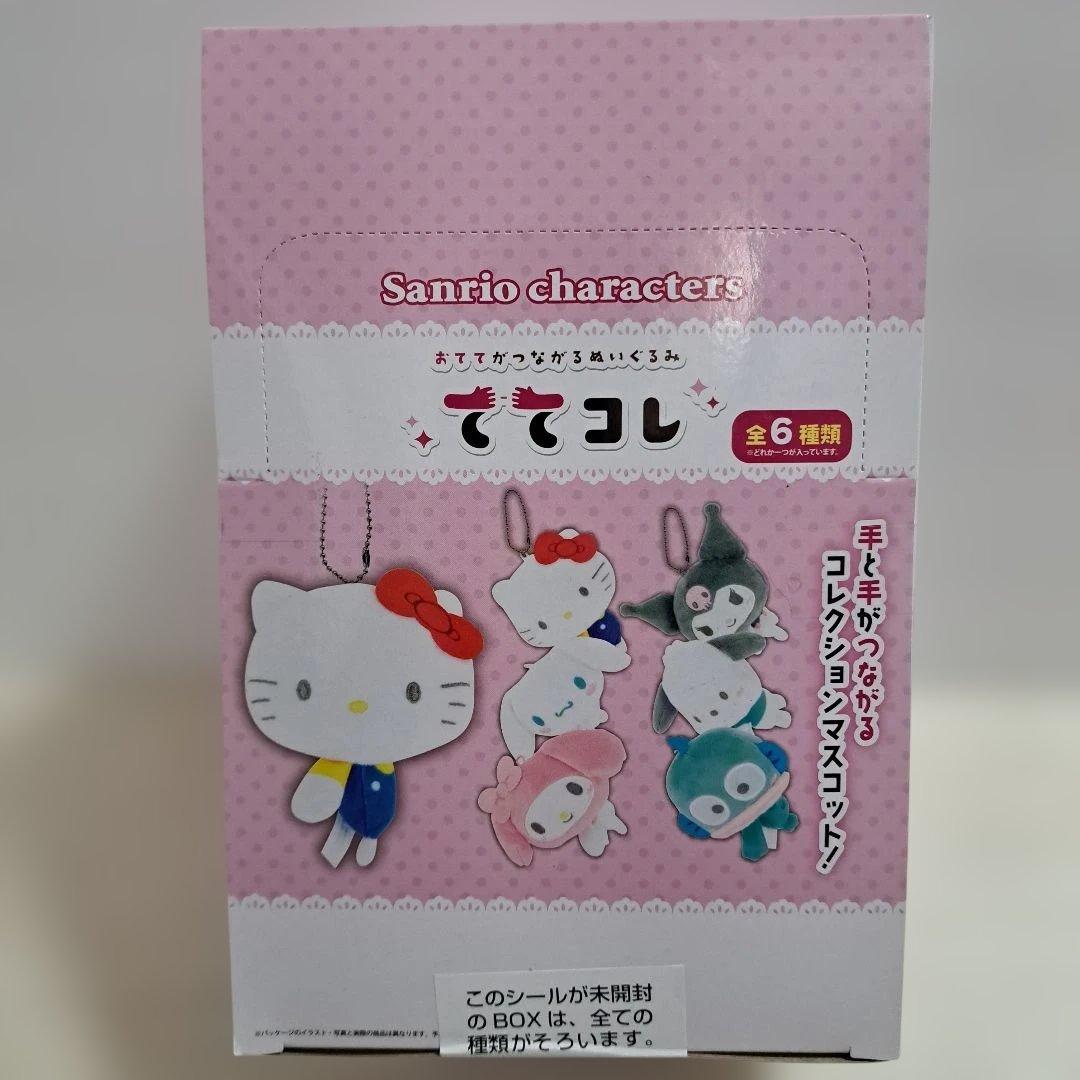 Sanrio characters
おててがつながるぬいぐるみ
ててコレ
全6種類
※どれか一つが入っています。
手と手がつながる
コレクションマスコット!
※パッケージのイラスト・写真と実際の商品は異なります。
このシールが未開封
のBOXは、全ての
種類がそろいます。